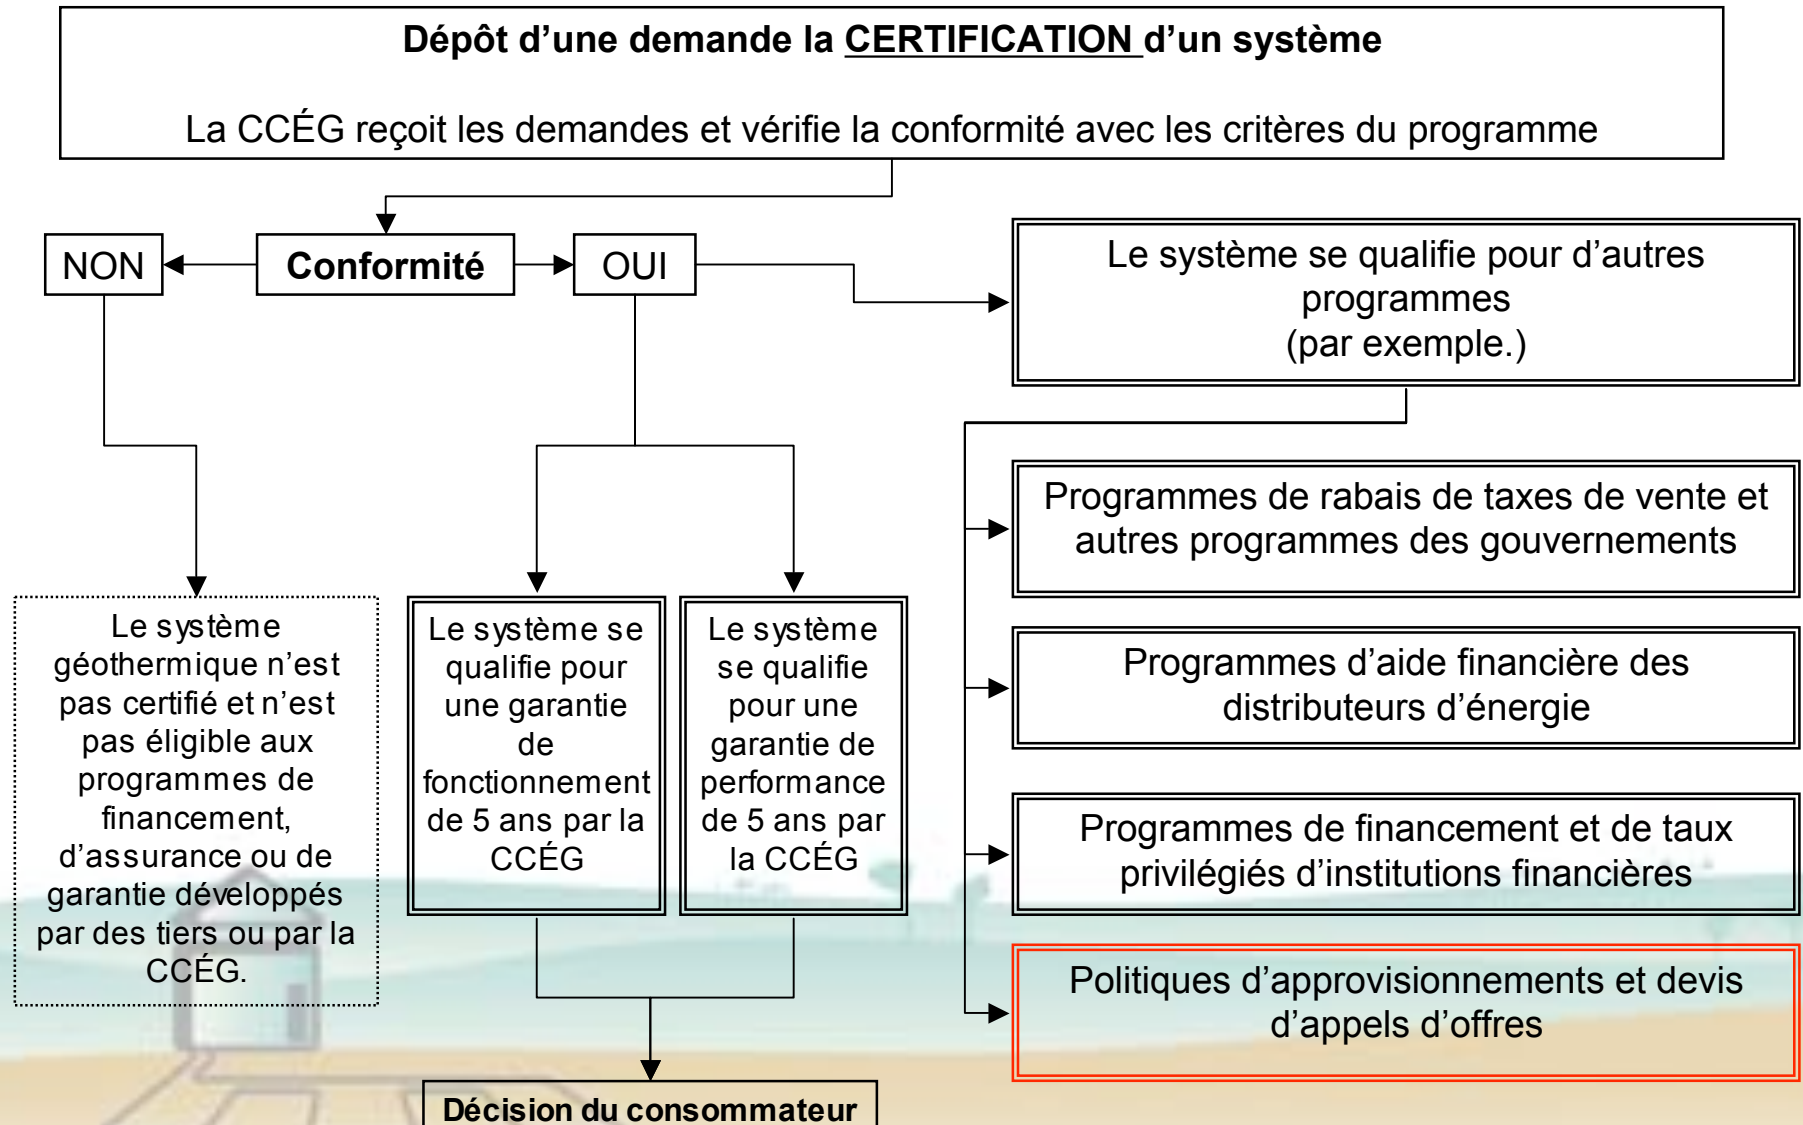 Dépôt d’une demande la CERTIFICATION d’un système
La CCÉG reçoit les demandes et vérifie la conformité avec les critères du programme
NON
Conformité
OUI
Le système se qualifie pour d’autres
programmes
(par exemple.)
Programmes de rabais de taxes de vente et
autres programmes des gouvernements
Programmes d’aide financière des
distributeurs d’énergie
Programmes de financement et de taux
privilégiés d’institutions financières
Politiques d’approvisionnements et devis
d’appels d’offres
Le système
géothermique n’est
pas certifié et n’est
pas éligible aux
programmes de
financement,
d’assurance ou de
garantie développés
par des tiers ou par la
CCÉG.
Le système se
qualifie pour
une garantie
de
fonctionnement
de 5 ans par la
CCÉG
Le système
se qualifie
pour une
garantie de
performance
de 5 ans par
la CCÉG
Décision du consommateur